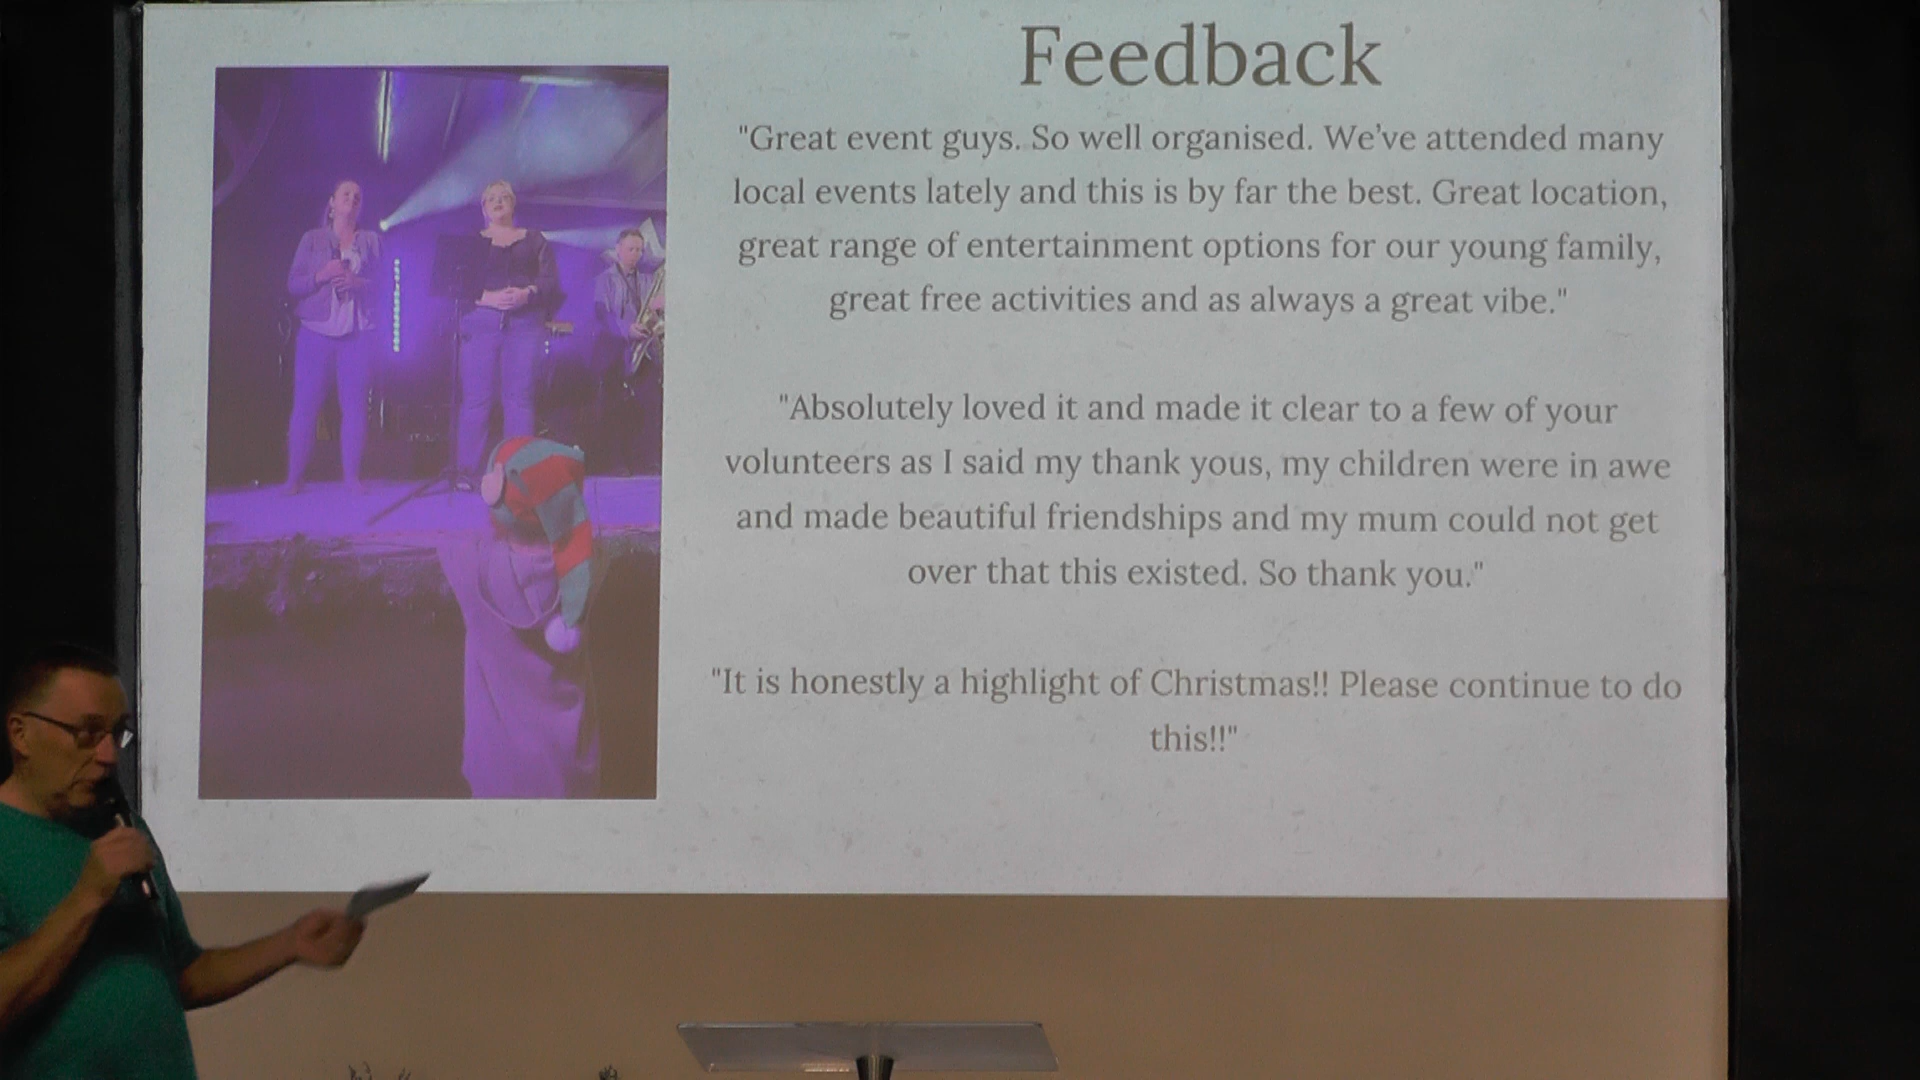 Feedback
"Great event guys. So well organised. We've attended many
local events lately and this is by far the best. Great location,
great range of entertainment options for our young family,
great free activities and as always a great vibe."
"Absolutely loved it and made it clear to a few of your
volunteers as I said my thank yous, my children were in awe
and made beautiful friendships and my mum could not get
over that this existed. So thank you."
"It is honestly a highlight of Christmas!! Please continue to do
this!!"